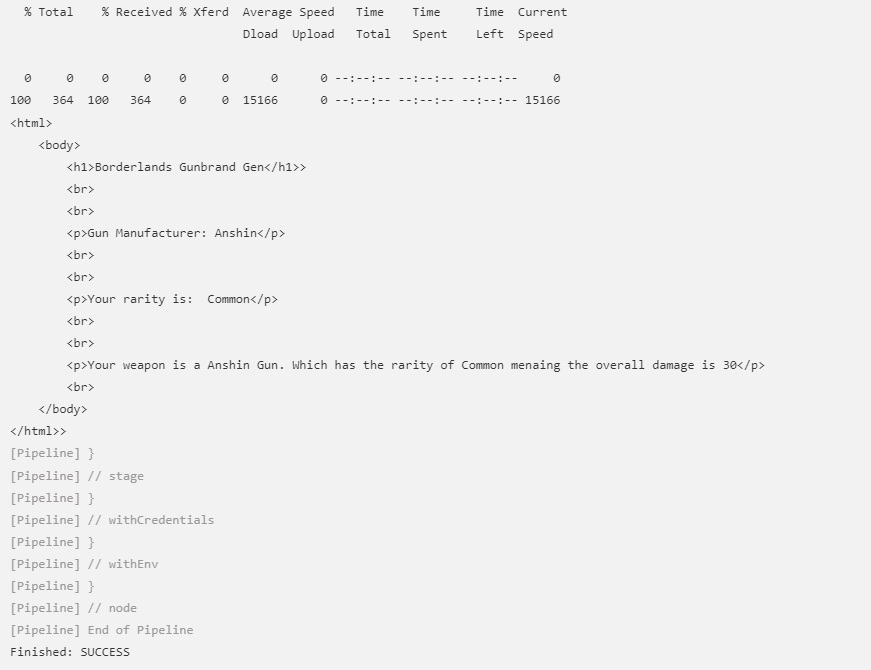 % Total    % Received % Xferd  Average Speed   Time    Time     Time  Current
Dload  Upload   Total   Spent    Left  Speed
0     0    0     0    0     0      0      0 --:--:-- --:--:-- --:--:--     0
100   364  100   364    0     0  15166      0 --:--:-- --:--:-- --:--:-- 15166
<html>
    <body>
        <h1>Borderlands Gunbrand Gen</h1>>
        <br>
        <br>
        <p>Gun Manufacturer: Anshin</p>
        <br>
        <br>
        <p>Your rarity is:  Common</p>
        <br>
        <br>
        <p>Your weapon is a Anshin Gun. Which has the rarity of Common menaing the overall damage is 30</p>
        <br>
    </body>
</html>>
[Pipeline] }
[Pipeline] // stage
[Pipeline] }
[Pipeline] // withCredentials
[Pipeline] }
[Pipeline] // withEnv
[Pipeline] }
[Pipeline] // node
[Pipeline] End of Pipeline
Finished: SUCCESS